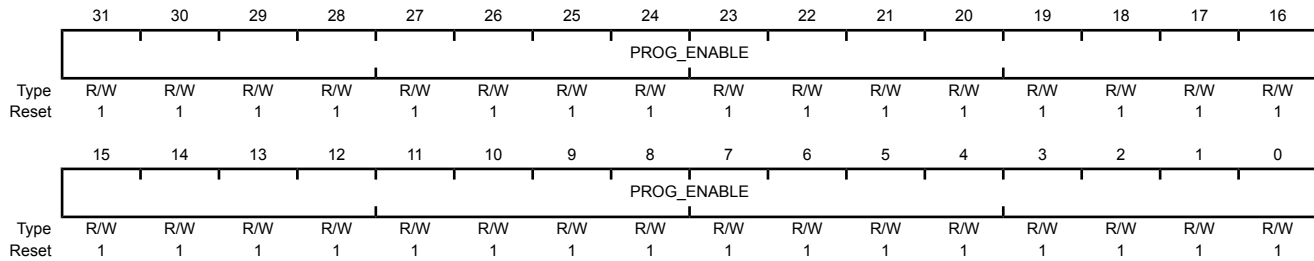 31 30 29 28 27 26 25 24 23 22 21 20 19 18 17 16
PROG_ENABLE
Type R/W R/W R/W R/W R/W R/W R/W R/W R/W R/W R/W R/W R/W R/W R/W R/W
Reset 1 1 1 1 1 1 1 1 1 1 1 1 1 1 1 1
15 14 13 12 11 10 9 8 7 6 5 4 3 2 1 0
PROG_ENABLE
Type R/W R/W R/W R/W R/W R/W R/W R/W R/W R/W R/W R/W R/W R/W R/W R/W
Reset 1 1 1 1 1 1 1 1 1 1 1 1 1 1 1 1